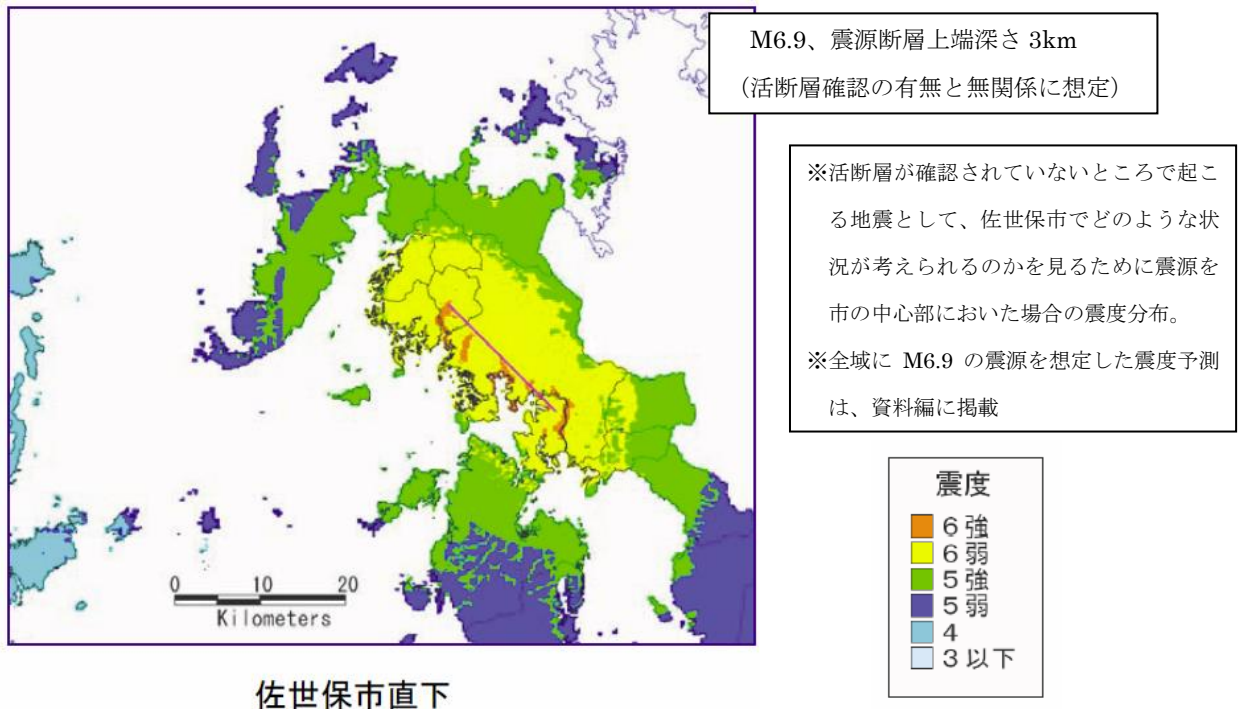 M6.9、震源断層上端深さ 3km
(活断層確認の有無と無関係に想定)
※活断層が確認されていないところで起こ
る地震として、佐世保市でどのような状
況が考えられるのかを見るために震源を
市の中心部においた場合の震度分布。
※全域に M6.9 の震源を想定した震度予測
は、資料編に掲載
震度
6強
6弱
5強
5弱
4
3以下
0 10 20
Kilometers
佐世保市直下